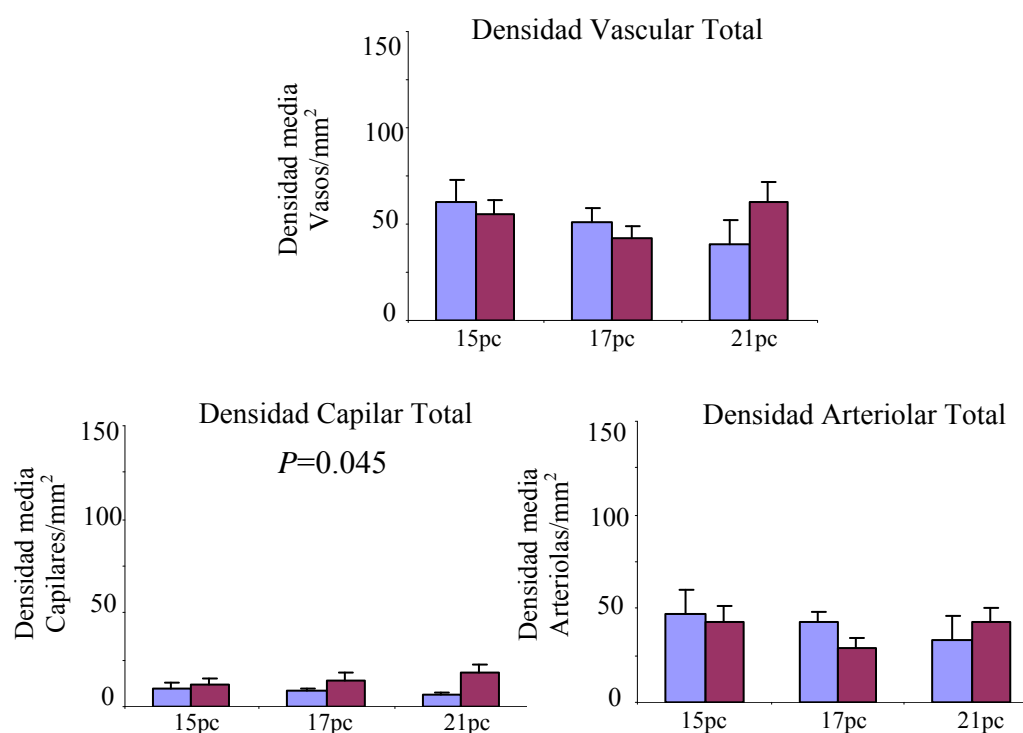 Densidad Vascular Total
Densidad media
Vasos/mm²
150
100
50
0
15pc
17pc
21pc
Densidad Capilar Total
P=0.045
Densidad media
Capilares/mm²
150
100
50
0
15pc
17pc
21pc
Densidad Arteriolar Total
Densidad media
Arteriolas/mm²
150
100
50
0
15pc
17pc
21pc